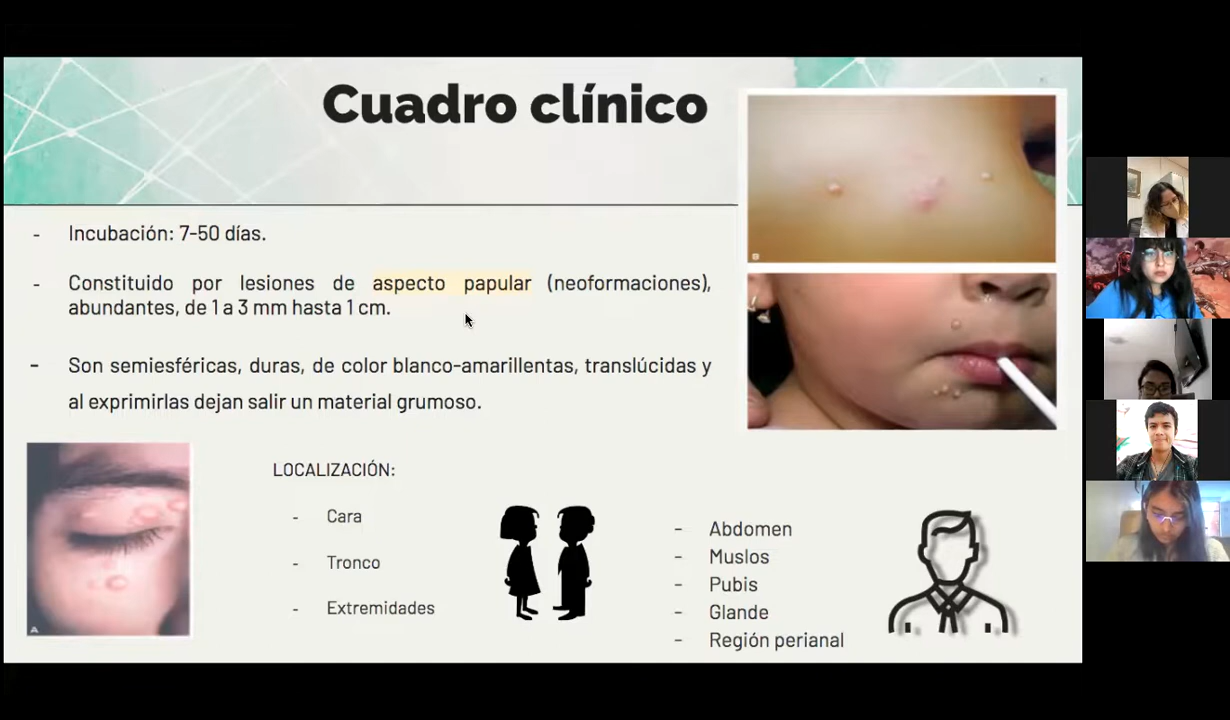 Cuadro clínico
- Incubación: 7-50 días.
- Constituido por lesiones de aspecto papular (neoformaciones),
abundantes, de 1 a 3 mm hasta 1 cm.
- Son semiesféricas, duras, de color blanco-amarillentas, translúcidas y
al exprimirlas dejan salir un material grumoso.
LOCALIZACIÓN:
- Cara
- Tronco
- Extremidades
- Abdomen
- Muslos
- Pubis
- Glande
- Región perianal
A